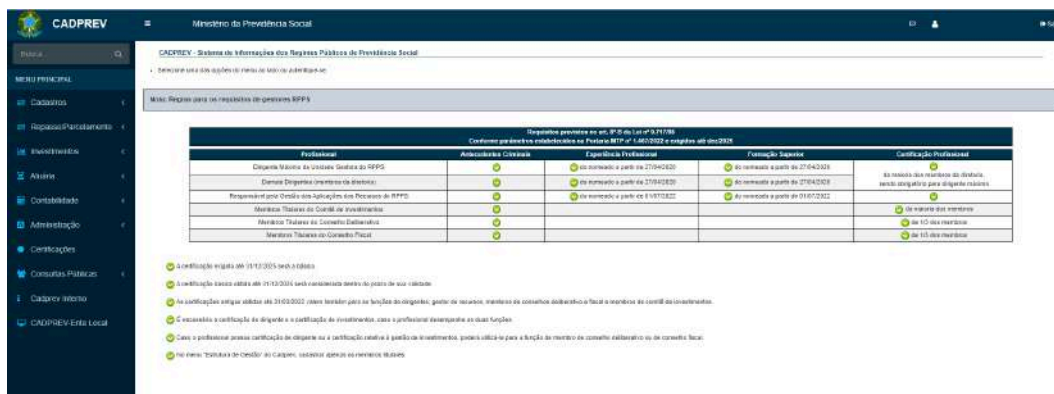 CADPREV
Ministério da Previdência Social
Busca
CADPREV - Sistema de Informações dos Regimes Públicos de Previdência Social
Selecione uma das opções do menu ao lado ou autentique-se
MENU PRINCIPAL
Cadastros
Repasse/Parcelamento
Investimentos
Atuária
Contabilidade
Administração
Certificações
Consultas Públicas
Cadprev Interno
CADPREV-Ente Local
Nota: Regras para os requisitos de gestores RPPS
Requisitos previstos no art. 8º-B da Lei nº 9.717/98
Conforme parâmetros estabelecidos na Portaria MTP nº 1.467/2022 e exigidos até dez/2025
Profissional Antecedentes Criminais Experiência Profissional Formação Superior Certificação Profissional
Dirigente Máximo da Unidade Gestora do RPPS do nomeado a partir de 27/04/2020 do nomeado a partir de 27/04/2020
Demais Dirigentes (membros da diretoria) do nomeado a partir de 27/04/2020 do nomeado a partir de 27/04/2020
da maioria dos membros da diretoria,
sendo obrigatório para dirigente máximo
Responsável pela Gestão das Aplicações dos Recursos do RPPS do nomeado a partir de 01/07/2022 do nomeado a partir de 01/07/2022
Membros Titulares do Comitê de Investimentos da maioria dos membros
Membros Titulares do Conselho Deliberativo de 1/3 dos membros
Membros Titulares do Conselho Fiscal de 1/3 dos membros
A certificação exigida até 31/12/2025 será a básica.
A certificação básica obtida até 31/12/2025 será considerada dentro do prazo de sua validade.
As certificações antigas obtidas até 31/03/2022 valem também para as funções de dirigentes, gestor de recursos, membros de conselhos deliberativo e fiscal e membros do comitê de investimentos.
É necessária a certificação de dirigente e a certificação de investimentos, caso o profissional desempenhe as duas funções.
Caso o profissional possua certificação de dirigente ou a certificação relativa à gestão de investimentos, poderá utilizá-la para a função de membro de conselho deliberativo ou de conselho fiscal.
No menu "Estrutura de Gestão" do Cadprev, cadastrar apenas os membros titulares.